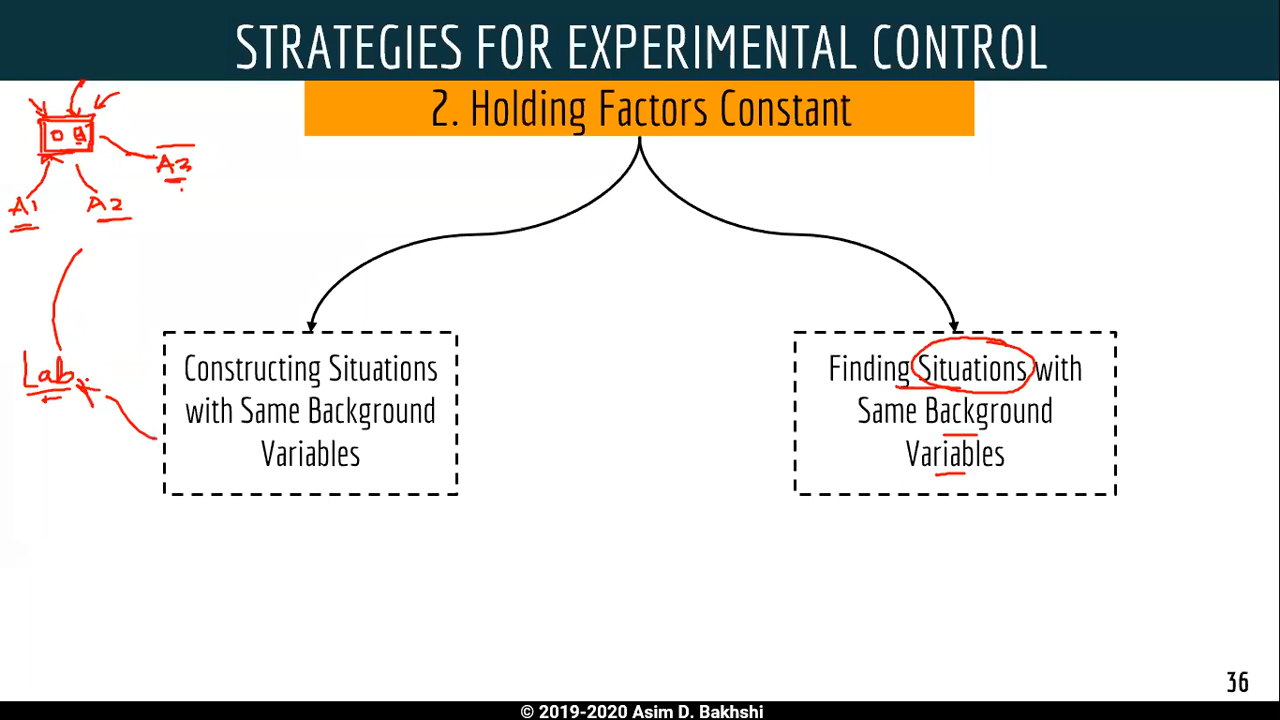 STRATEGIES FOR EXPERIMENTAL CONTROL
2. Holding Factors Constant
A3
A1
A2
Lab
Constructing Situations
with Same Background
Variables
Finding Situations with
Same Background
Variables
36
© 2019-2020 Asim D. Bakhshi